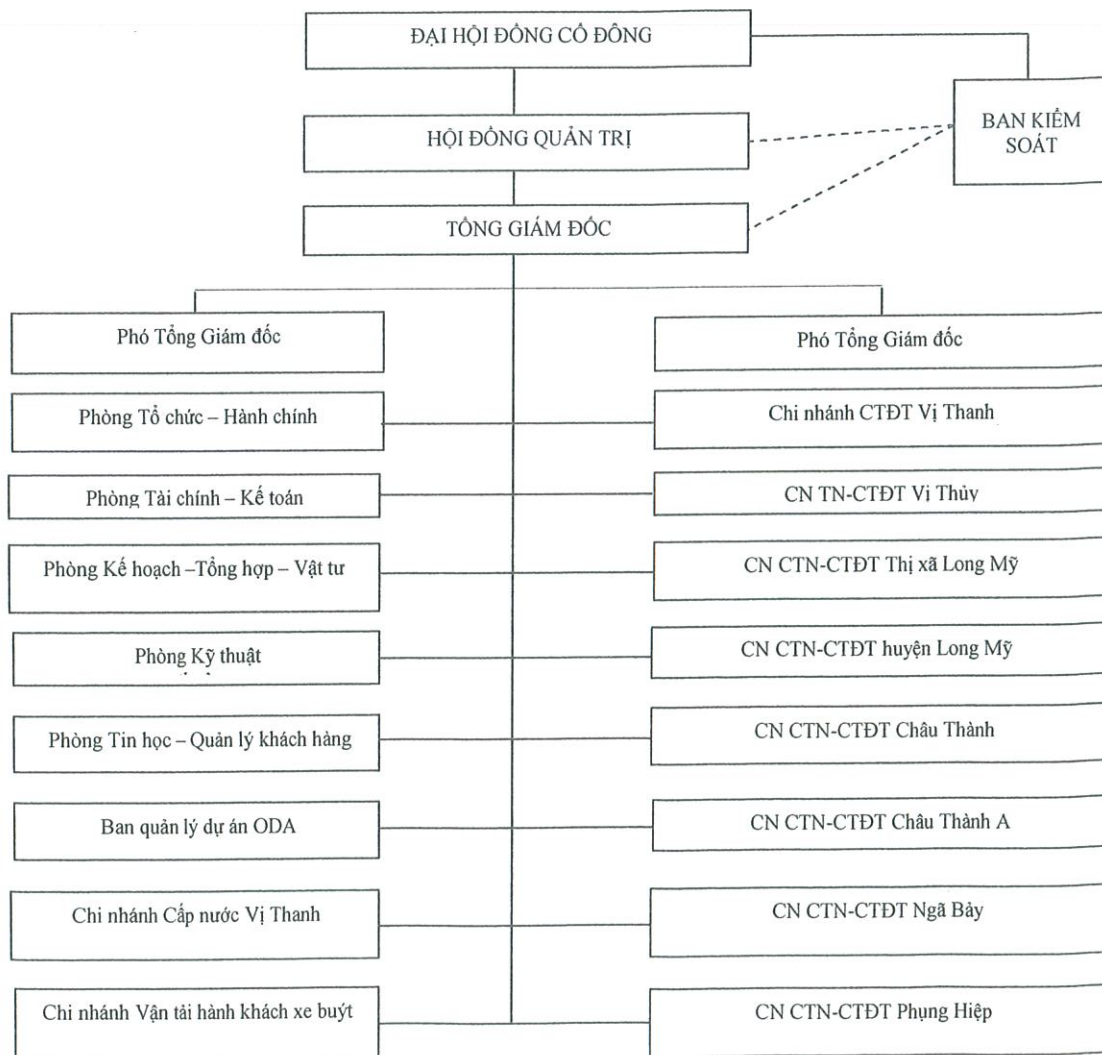 ĐẠI HỘI ĐỒNG CỔ ĐÔNG
BAN KIỂM
SOÁT
HỘI ĐỒNG QUẢN TRỊ
TỔNG GIÁM ĐỐC
Phó Tổng Giám đốc
Phó Tổng Giám đốc
Phòng Tổ chức – Hành chính
Chi nhánh CTĐT Vị Thanh
Phòng Tài chính – Kế toán
CN TN-CTĐT Vị Thủy
Phòng Kế hoạch –Tổng hợp – Vật tư
CN CTN-CTĐT Thị xã Long Mỹ
Phòng Kỹ thuật
CN CTN-CTĐT huyện Long Mỹ
Phòng Tin học – Quản lý khách hàng
CN CTN-CTĐT Châu Thành
Ban quản lý dự án ODA
CN CTN-CTĐT Châu Thành A
Chi nhánh Cấp nước Vị Thanh
CN CTN-CTĐT Ngã Bảy
Chi nhánh Vận tải hành khách xe buýt
CN CTN-CTĐT Phụng Hiệp